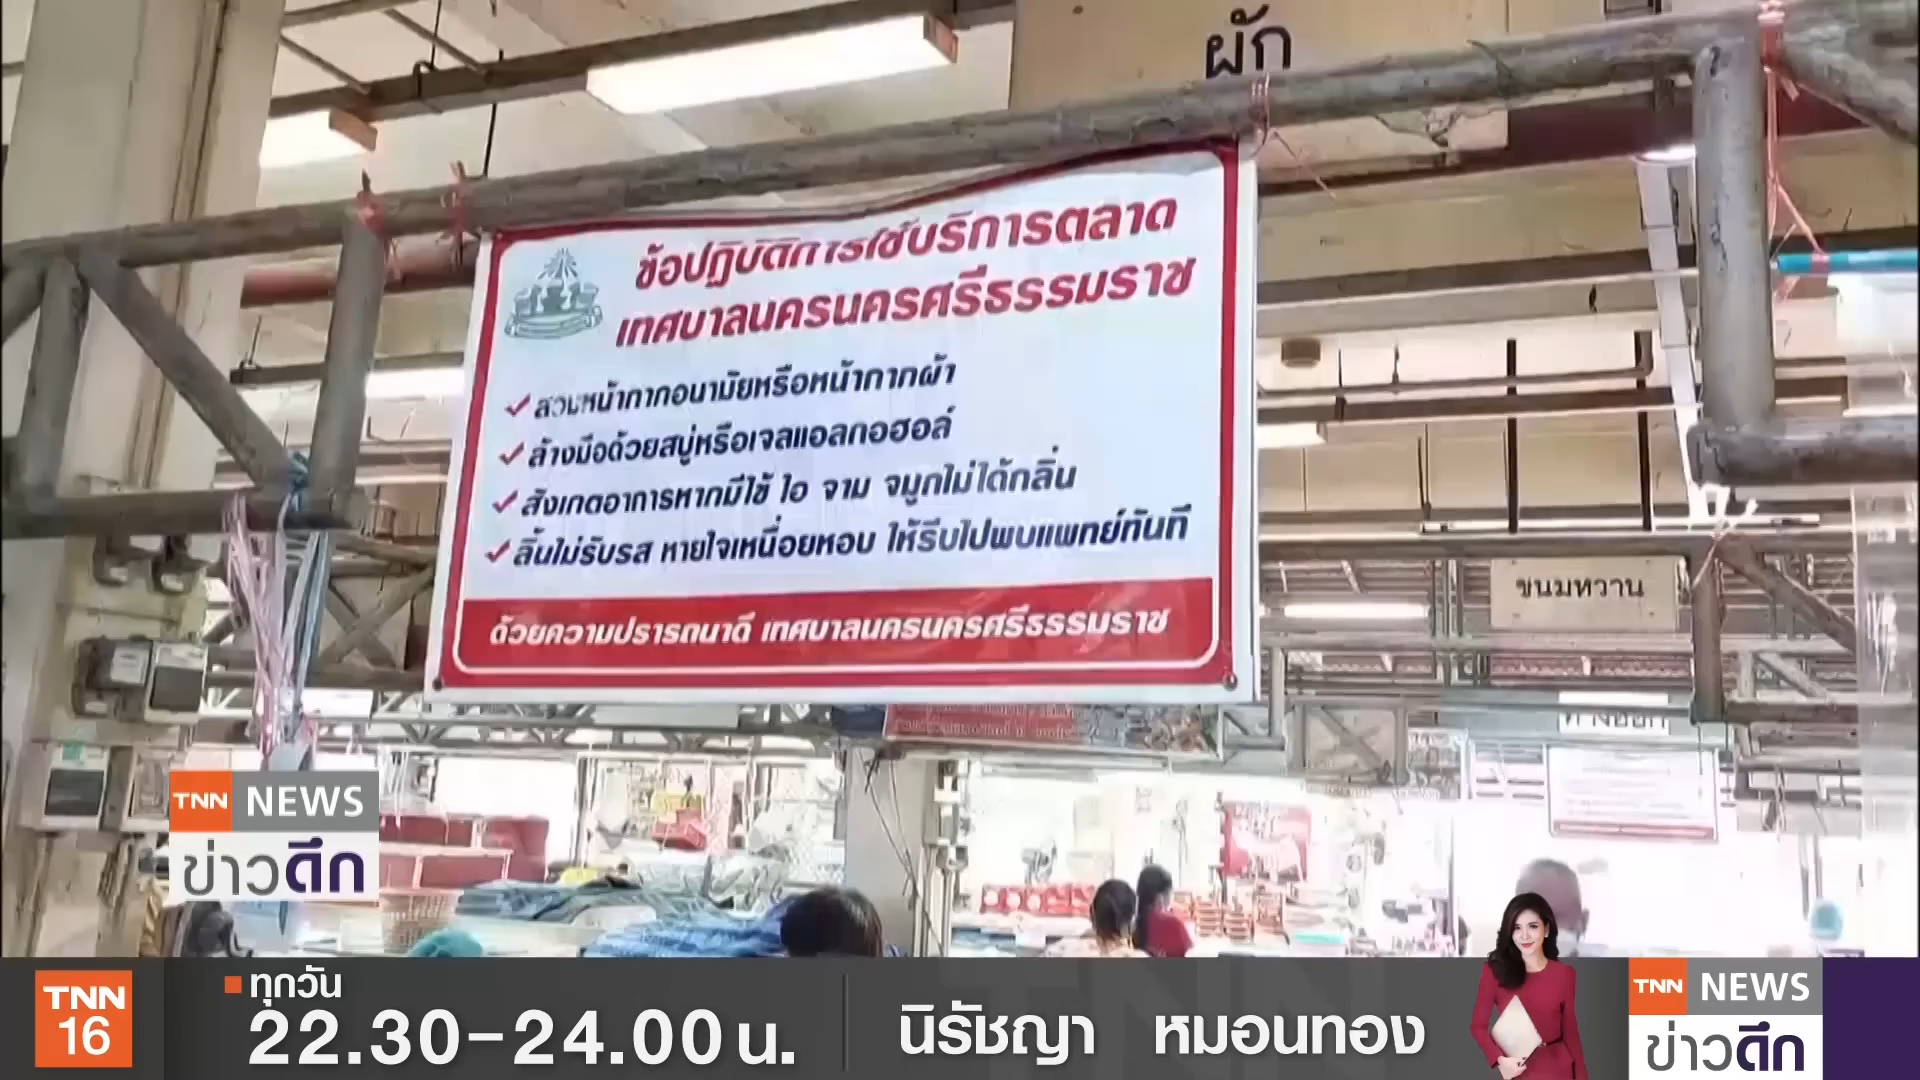 ผัก
ข้อปฏิบัติการใช้บริการตลาด
เทศบาลนครนครศรีธรรมราช
✓ สวมหน้ากากอนามัยหรือหน้ากากผ้า
✓ ล้างมือด้วยสบู่หรือเจลแอลกอฮอล์
✓ สังเกตอาการหากมีไข้ ไอ จาม จมูกไม่ได้กลิ่น
✓ ลิ้นไม่รับรส หายใจเหนื่อยหอบ ให้รีบไปพบแพทย์ทันที
ด้วยความปรารถนาดี เทศบาลนครนครศรีธรรมราช
ขนมหวาน
ทางออก
TNN NEWS
ข่าวดึก
TNN
16
ทุกวัน
22.30-24.00 น.
นิรัชญา หมอนทอง
TNN NEWS
ข่าวดึก